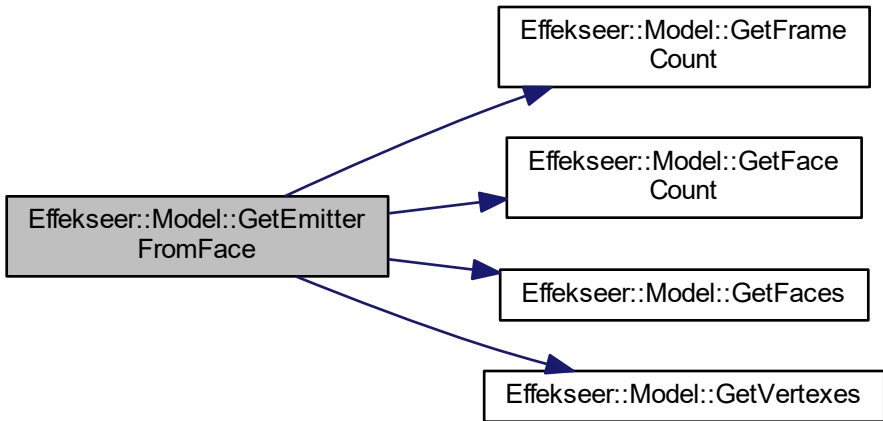 Effekseer::Model::GetFrame
Count
Effekseer::Model::GetFace
Count
Effekseer::Model::GetEmitter
FromFace
Effekseer::Model::GetFaces
Effekseer::Model::GetVertexes